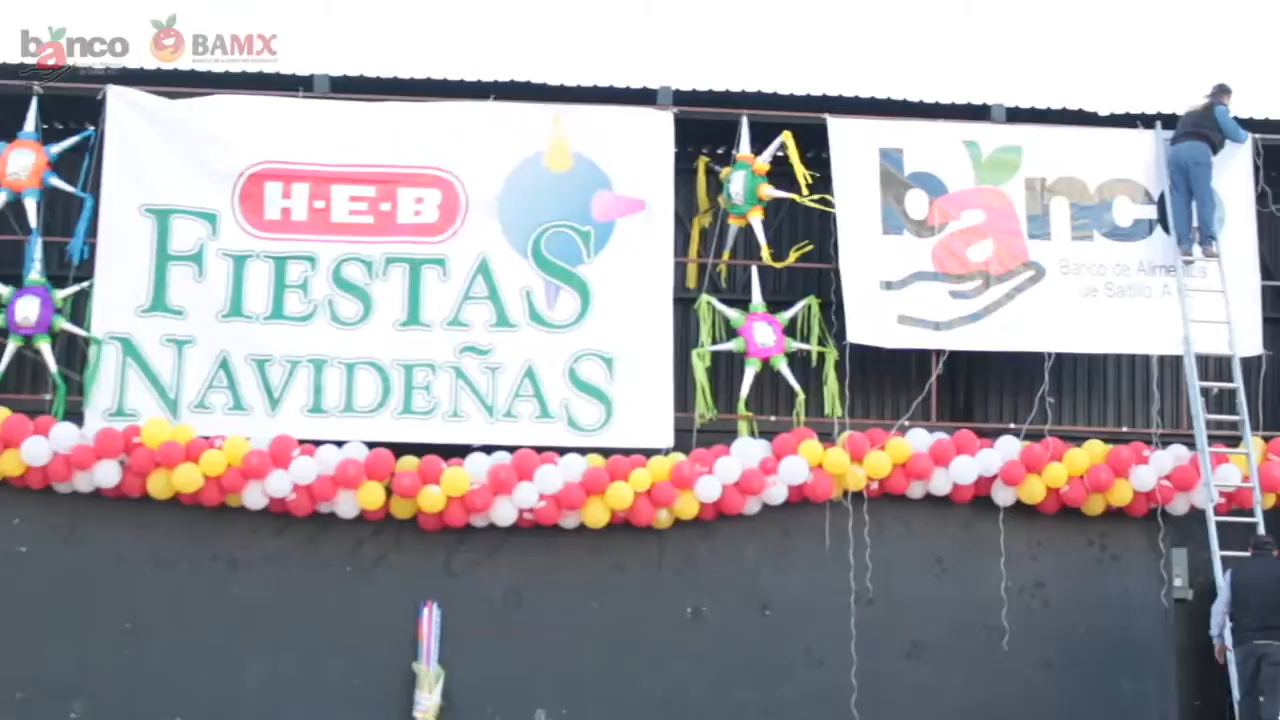 banco
BAMX
H-E-B
FIESTAS
NAVIDEÑAS
banco
Banco de Alimentos
de Saltillo, A.